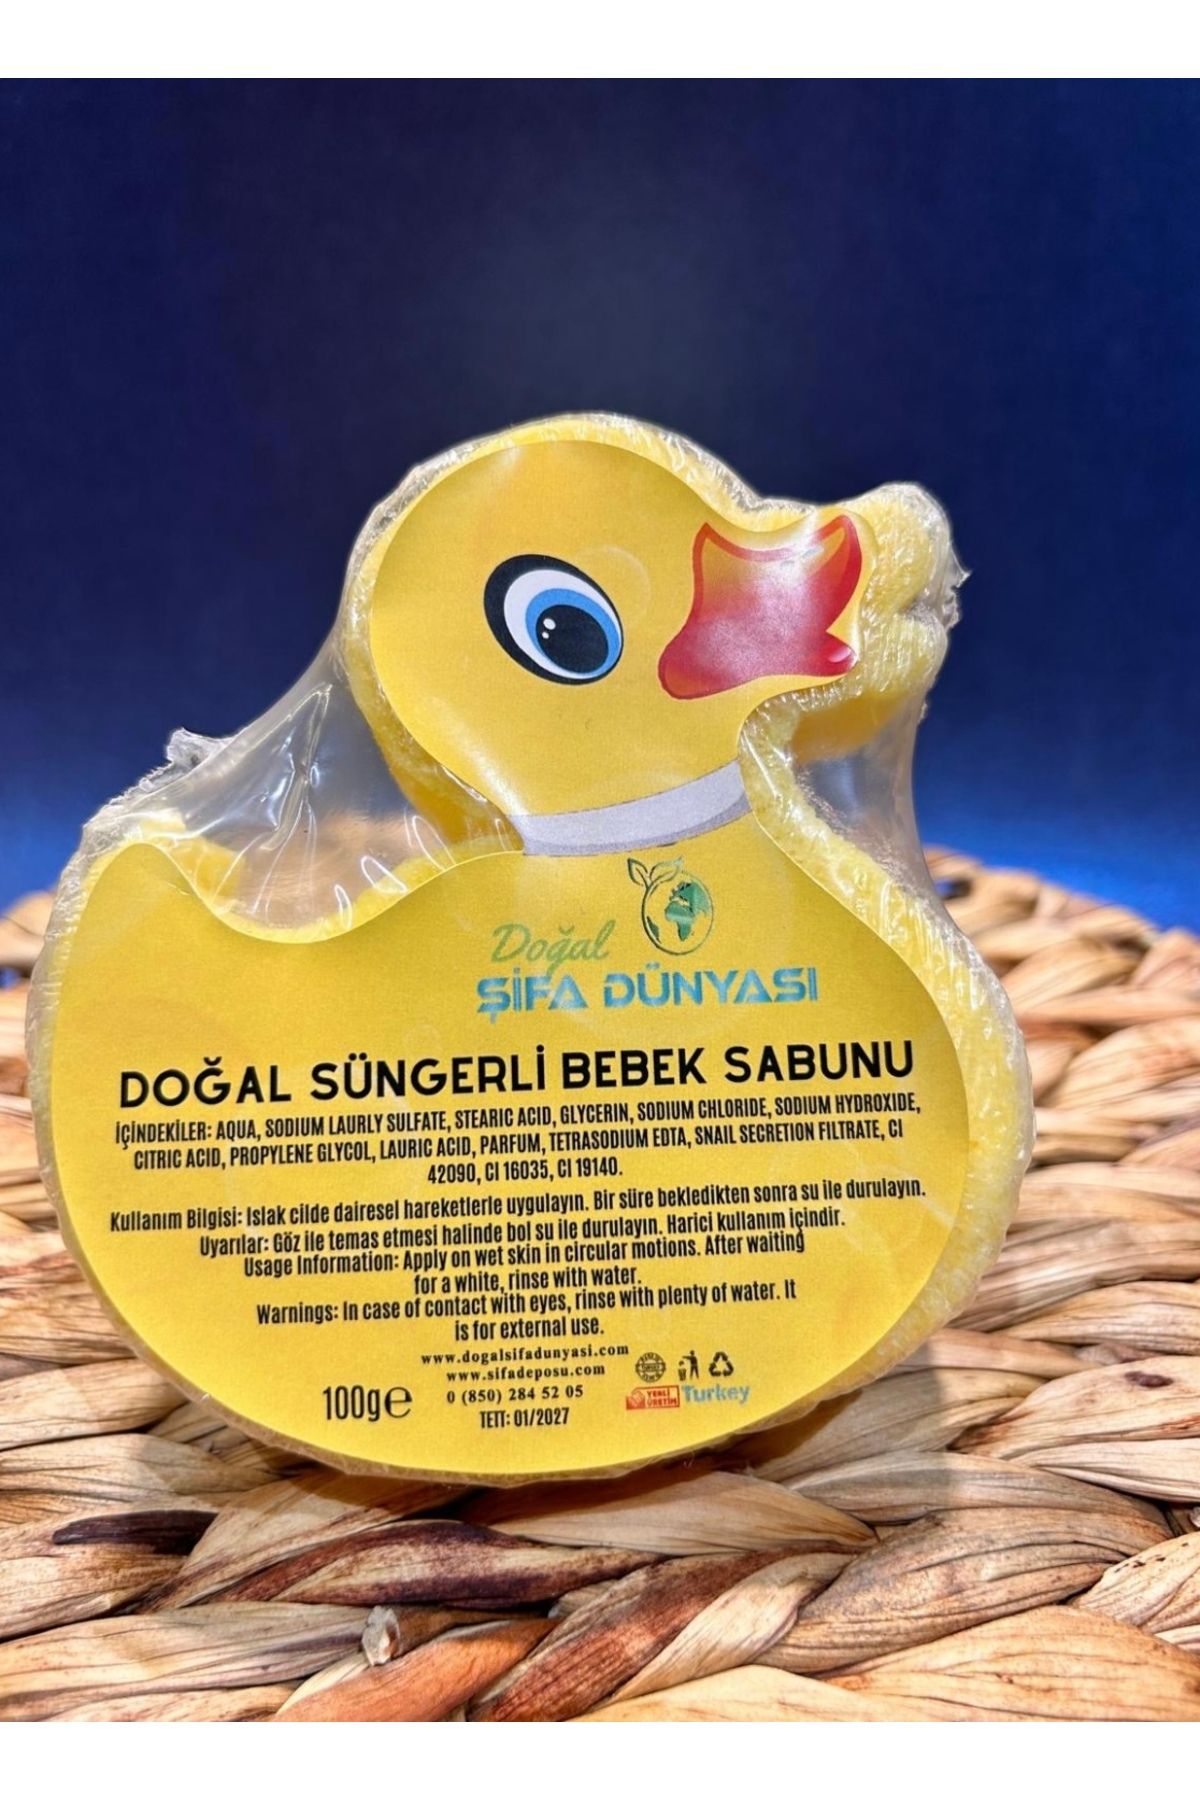 Doğal
ŞİFA DÜNYASI
DOĞAL SÜNGERLİ BEBEK SABUNU
İÇİNDEKİLER: AQUA, SODIUM LAURLY SULFATE, STEARIC ACID, GLYCERIN, SODIUM CHLORIDE, SODIUM HYDROXIDE,
CITRIC ACID, PROPYLENE GLYCOL, LAURIC ACID, PARFUM, TETRASODIUM EDTA, SNAIL SECRETION FILTRATE, CI
42090, CI 16035, CI 19140.
Kullanım Bilgisi: Islak cilde dairesel hareketlerle uygulayın. Bir süre bekledikten sonra su ile durulayın.
Uyarılar: Göz ile temas etmesi halinde bol su ile durulayın. Harici kullanım içindir.
Usage Information: Apply on wet skin in circular motions. After waiting
for a white, rinse with water.
Warnings: In case of contact with eyes, rinse with plenty of water. It
is for external use.
www.dogalsifadunyasi.com
www.sifadeposu.com
100g℮ 0 (850) 284 52 05
YERLİ ÜRETİM Turkey
TETT: 01/2027